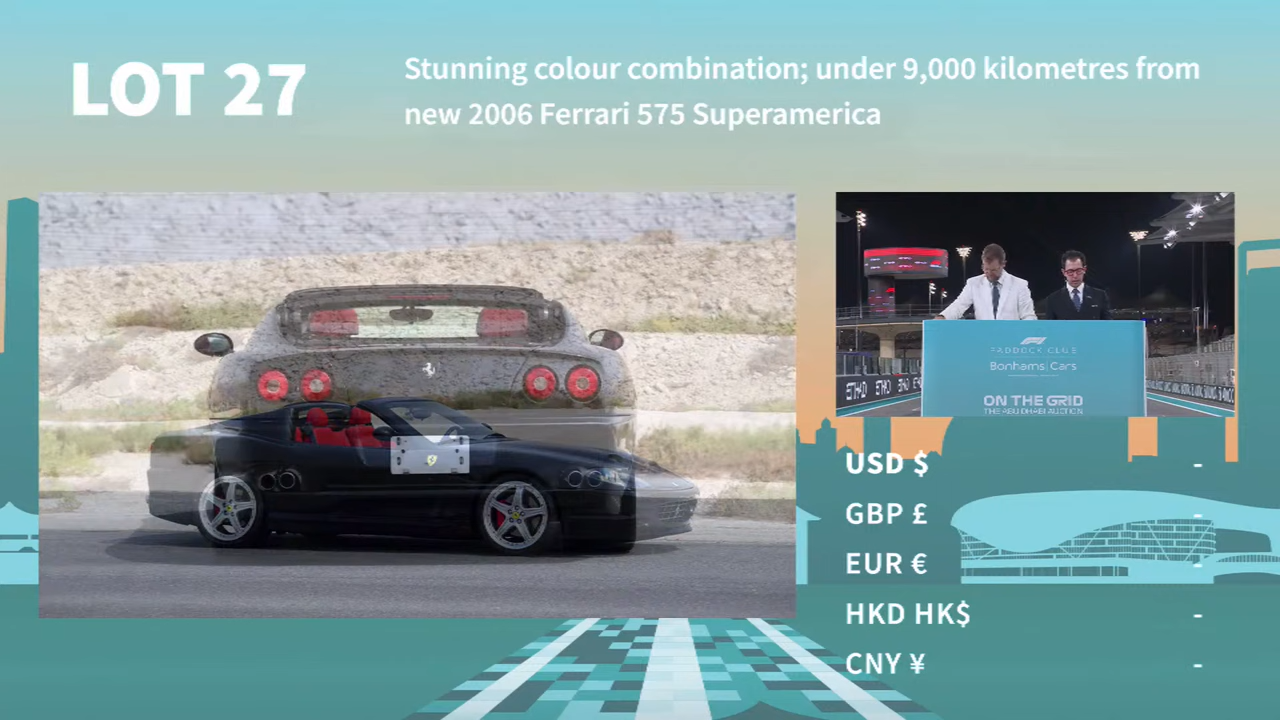 LOT 27
Stunning colour combination; under 9,000 kilometres from
new 2006 Ferrari 575 Superamerica
PADDOCK CLUB
Bonhams|Cars
ON THE GRID
THE ABU DHABI AUCTION
ETIHAD
USD $ -
GBP £ -
EUR € -
HKD HK$ -
CNY ¥ -